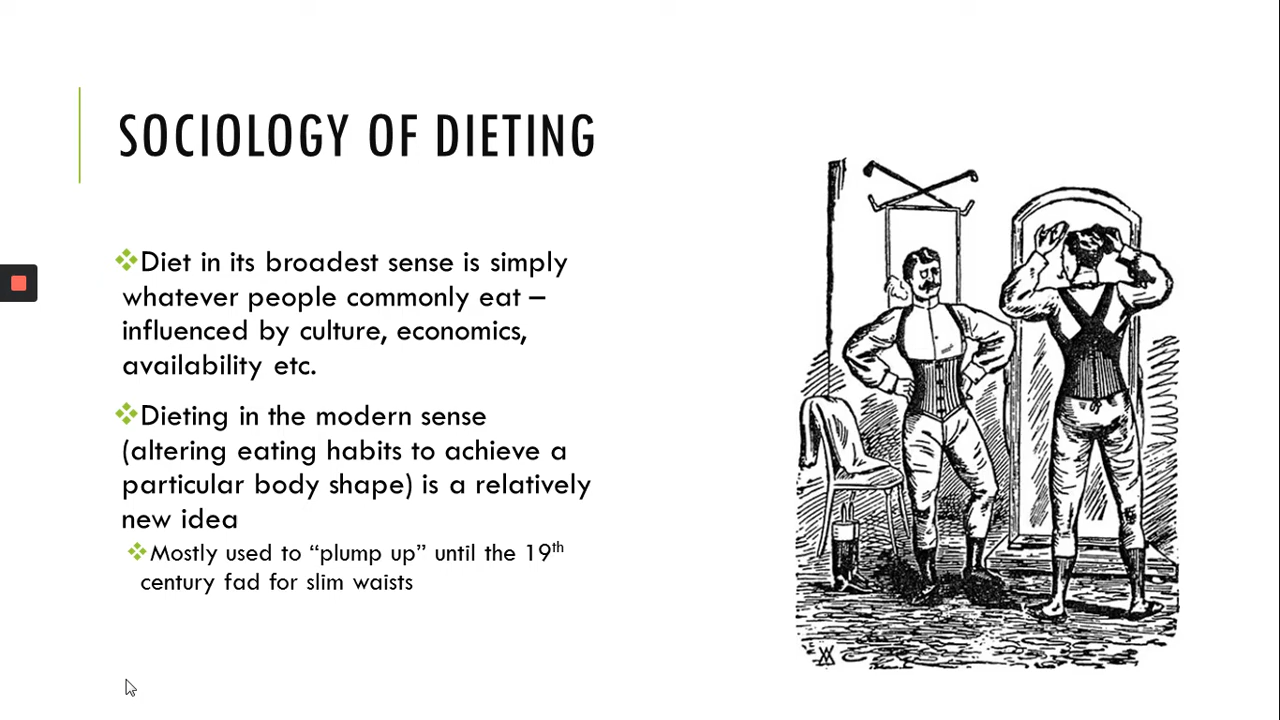 SOCIOLOGY OF DIETING
❖Diet in its broadest sense is simply
whatever people commonly eat –
influenced by culture, economics,
availability etc.
❖Dieting in the modern sense
(altering eating habits to achieve a
particular body shape) is a relatively
new idea
❖Mostly used to “plump up” until the 19th
century fad for slim waists